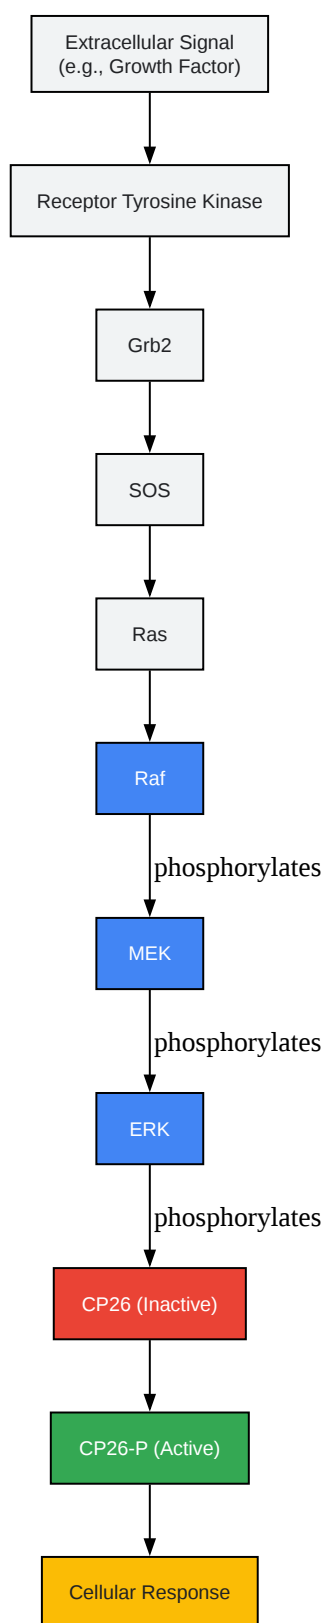 Extracellular Signal
(e.g., Growth Factor)
Receptor Tyrosine Kinase
Grb2
SOS
Ras
Raf
phosphorylates
MEK
phosphorylates
ERK
phosphorylates
CP26 (Inactive)
CP26-P (Active)
Cellular Response